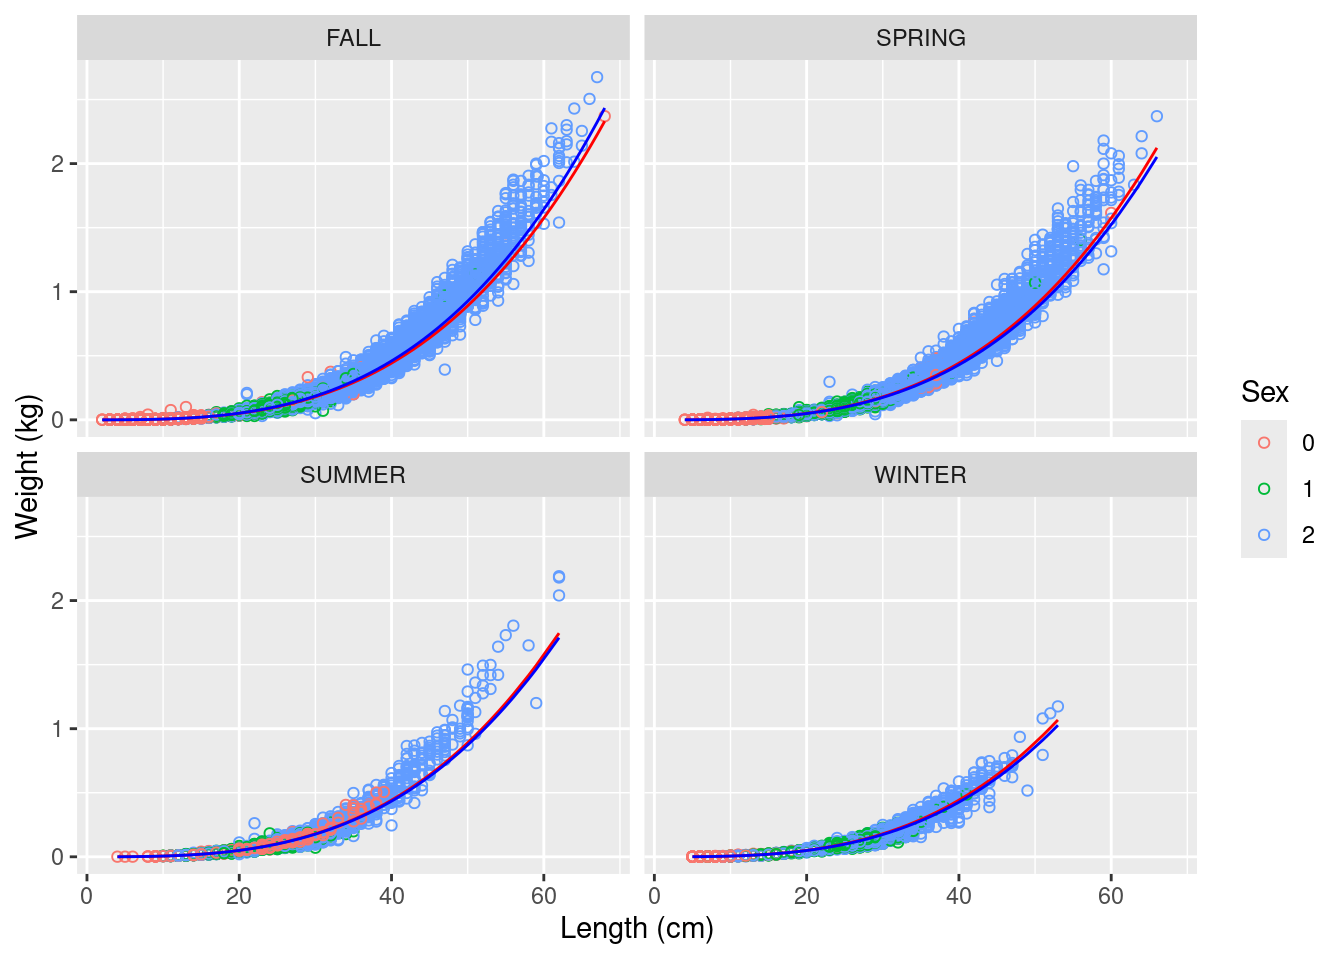 FALL
SPRING
2
1
0
SUMMER
WINTER
2
1
0
0
20
40
60
0
20
40
60
Length (cm)
Weight (kg)
Sex
0
1
2